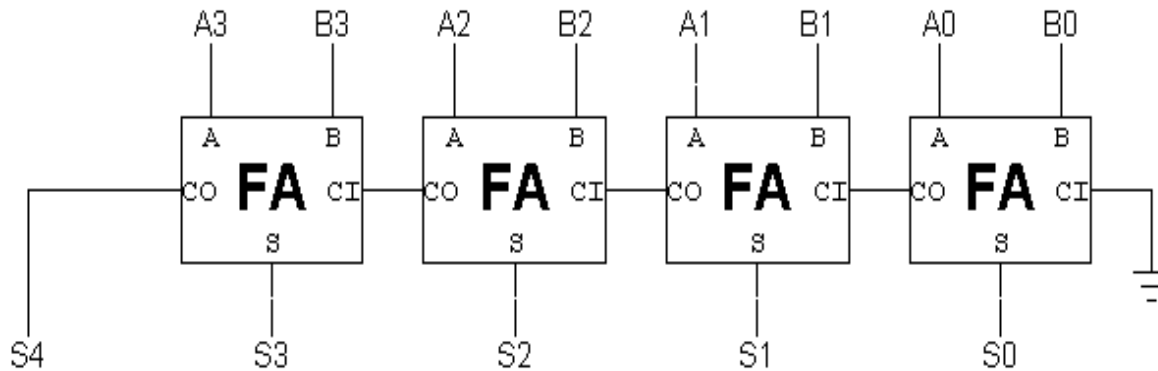 A3 B3 A2 B2 A1 B1 A0 B0
A B A B A B A B
CO FA CI CO FA CI CO FA CI CO FA CI
S S S S
S4 S3 S2 S1 S0